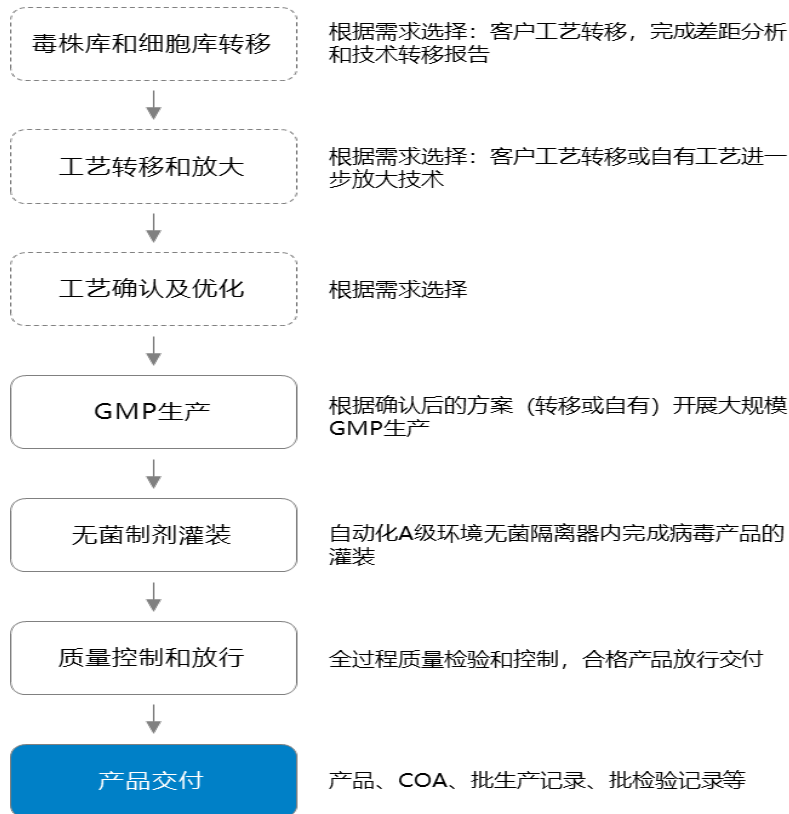 毒株库和细胞库转移
根据需求选择：客户工艺转移，完成差距分析
和技术转移报告
工艺转移和放大
根据需求选择：客户工艺转移或自有工艺进一
步放大技术
工艺确认及优化
根据需求选择
GMP生产
根据确认后的方案（转移或自有）开展大规模
GMP生产
无菌制剂灌装
自动化A级环境无菌隔离器内完成病毒产品的
灌装
质量控制和放行
全过程质量检验和控制，合格产品放行交付
产品交付
产品、COA、批生产记录、批检验记录等